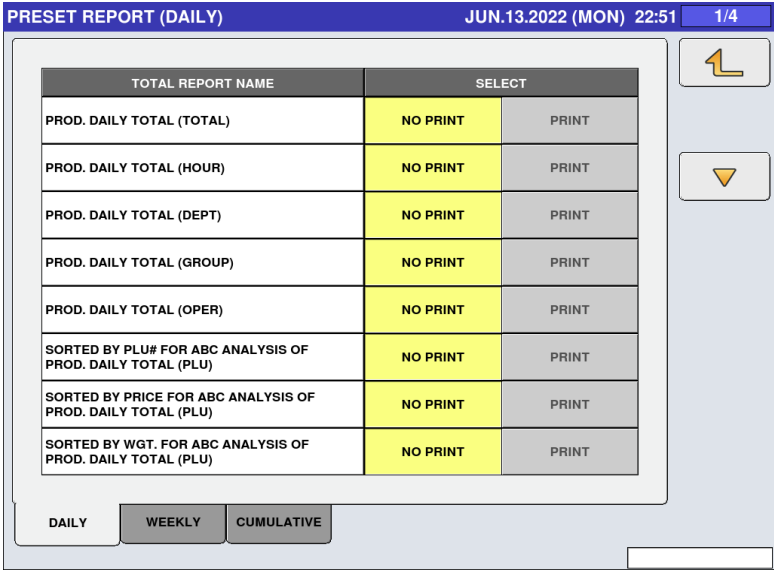 PRESET REPORT (DAILY) JUN.13.2022 (MON) 22:51 1/4
TOTAL REPORT NAME SELECT
PROD. DAILY TOTAL (TOTAL) NO PRINT PRINT
PROD. DAILY TOTAL (HOUR) NO PRINT PRINT
PROD. DAILY TOTAL (DEPT) NO PRINT PRINT
PROD. DAILY TOTAL (GROUP) NO PRINT PRINT
PROD. DAILY TOTAL (OPER) NO PRINT PRINT
SORTED BY PLU# FOR ABC ANALYSIS OF
PROD. DAILY TOTAL (PLU) NO PRINT PRINT
SORTED BY PRICE FOR ABC ANALYSIS OF
PROD. DAILY TOTAL (PLU) NO PRINT PRINT
SORTED BY WGT. FOR ABC ANALYSIS OF
PROD. DAILY TOTAL (PLU) NO PRINT PRINT
DAILY WEEKLY CUMULATIVE